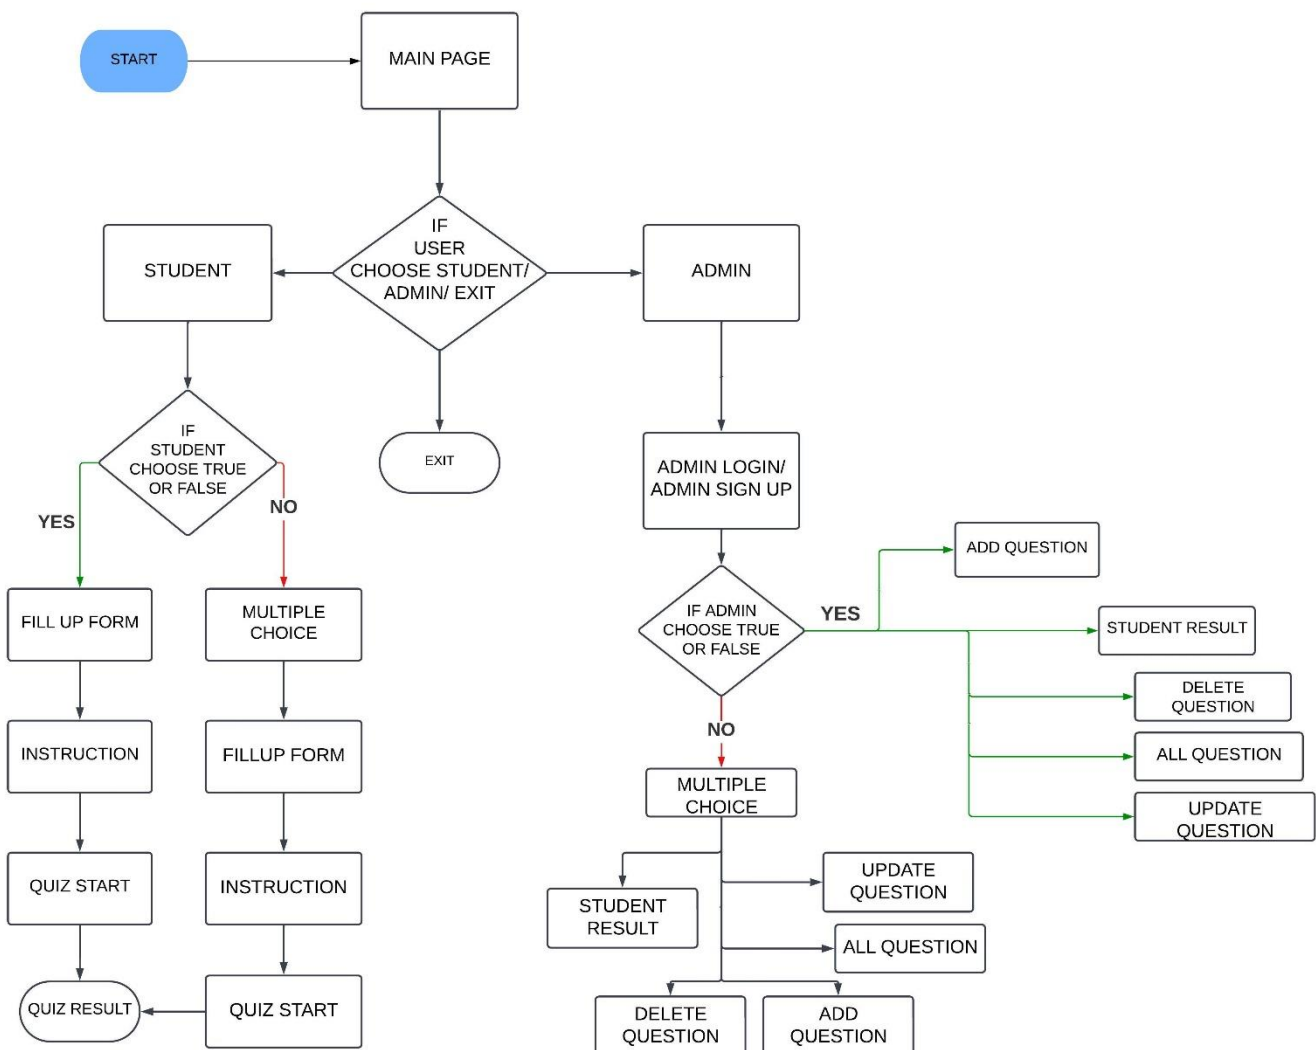 START
MAIN PAGE
IF
USER
CHOOSE STUDENT/
ADMIN/ EXIT
STUDENT
ADMIN
IF
STUDENT
CHOOSE TRUE
OR FALSE
EXIT
ADMIN LOGIN/
ADMIN SIGN UP
YES
NO
FILL UP FORM
MULTIPLE
CHOICE
IF ADMIN
CHOOSE TRUE
OR FALSE
YES
ADD QUESTION
STUDENT RESULT
DELETE
QUESTION
ALL QUESTION
UPDATE
QUESTION
NO
MULTIPLE
CHOICE
INSTRUCTION
FILLUP FORM
QUIZ START
INSTRUCTION
STUDENT
RESULT
UPDATE
QUESTION
ALL QUESTION
QUIZ RESULT
QUIZ START
DELETE
QUESTION
ADD
QUESTION